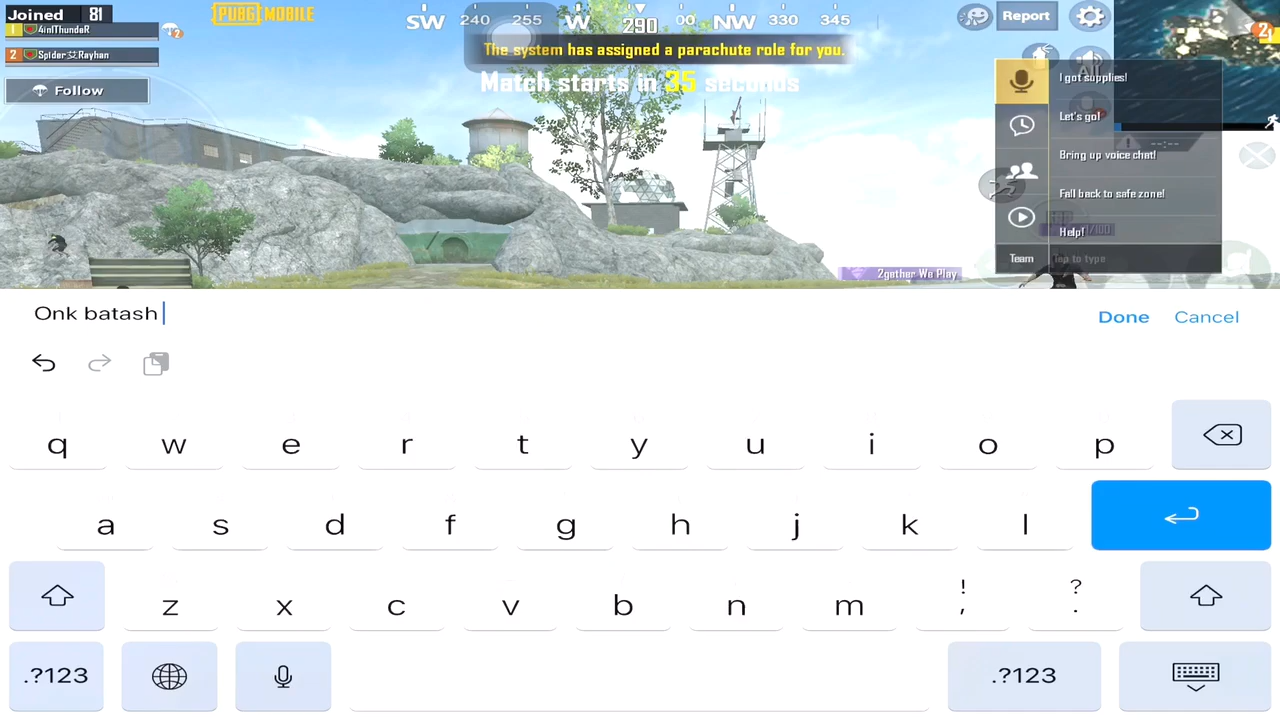 Joined 81
PUBG MOBILE
SW 240 255 W 290 00 NW 330 345
Report
1 4inlThundeR
2
The system has assigned a parachute role for you.
2 Spider Rayhan
Match starts in 35 seconds
Follow
I got supplies!
Let's go!
Bring up voice chat!
Fall back to safe zone!
Help!
Team Tap to type
2gather We Play
Onk batash
Done Cancel
q w e r t y u i o p
a s d f g h j k l
z x c v b n m ! , ? .
.?123 .?123